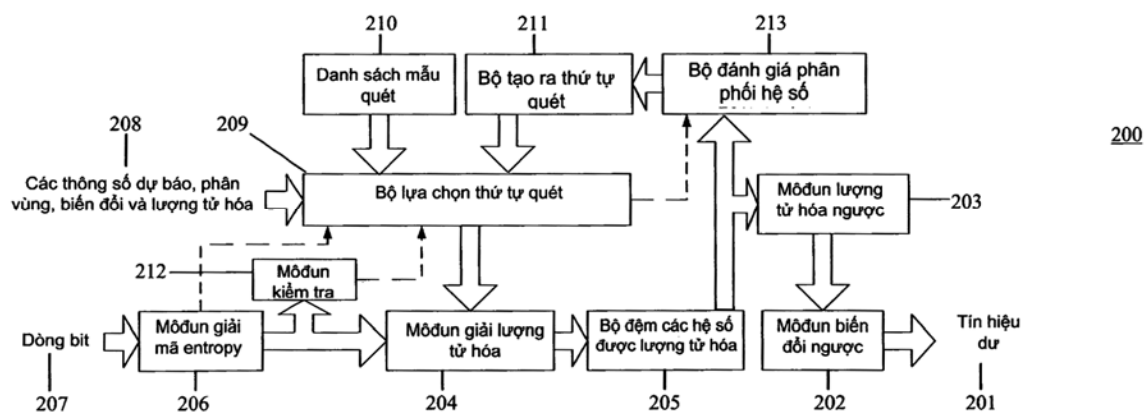 210
211
213
Danh sách mẫu
quét
Bộ tạo ra thứ tự
quét
Bộ đánh giá phân
phối hệ số
208
209
200
Các thông số dự báo, phân
vùng, biến đổi và lượng tử hóa
Bộ lựa chọn thứ tự quét
Môđun lượng
tử hóa ngược
203
212
Môđun
kiểm tra
Dòng bit
Môđun giải
mã entropy
Môđun giải lượng
tử hóa
Bộ đệm các hệ số
được lượng tử hóa
Môđun biến
đổi ngược
Tín hiệu
dư
207
206
204
205
202
201